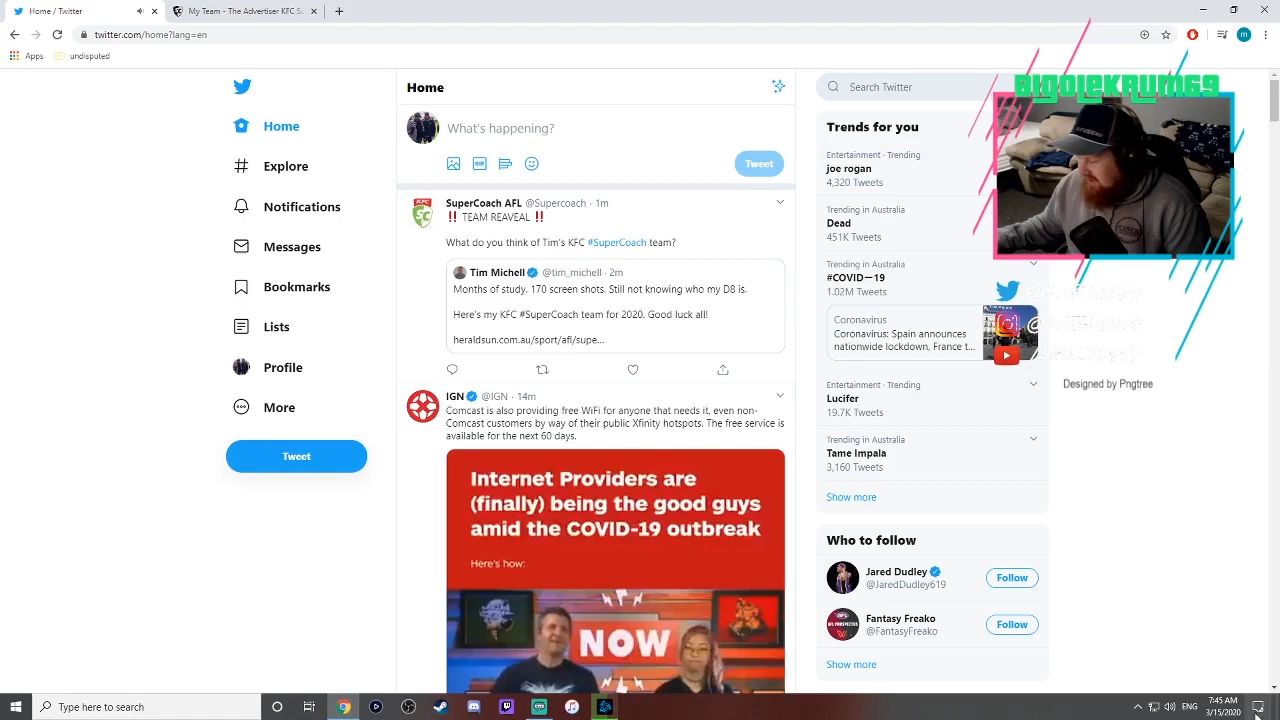 Home / Twitter
My Team - The Advertiser KFC Su
twitter.com/home?lang=en
Apps
undisputed
Home
Explore
Notifications
Messages
Bookmarks
Lists
Profile
More
Tweet
Home
What's happening?
GIF
Tweet
SuperCoach AFL @Supercoach · 1m
‼ TEAM REAVEAL ‼
What do you think of Tim's KFC #SuperCoach team?
Tim Michell @tim_michell · 2m
Months of study. 170 screen shots. Still not knowing who my D8 is.
Here's my KFC #SuperCoach team for 2020. Good luck all!
heraldsun.com.au/sport/afl/supe...
IGN @IGN · 14m
Comcast is also providing free WiFi for anyone that needs it, even non-
Comcast customers by way of their public Xfinity hotspots. The free service is
available for the next 60 days.
Internet Providers are
(finally) being the good guys
amid the COVID-19 outbreak
Here's how:
NOW
Search Twitter
Trends for you
Entertainment · Trending
joe rogan
4,320 Tweets
Trending in Australia
Dead
451K Tweets
Trending in Australia
#COVID-19
1.02M Tweets
Coronavirus
Coronavirus: Spain announces
nationwide lockdown, France t...
Entertainment · Trending
Lucifer
19.7K Tweets
Trending in Australia
Tame Impala
3,160 Tweets
Show more
Who to follow
Jared Dudley
@JaredDudley619
Follow
Fantasy Freako
@FantasyFreako
Follow
Show more
BIGGLEKRUM69
Designed by Pngtree
Type here to search
ENG
7:45 AM
3/15/2020